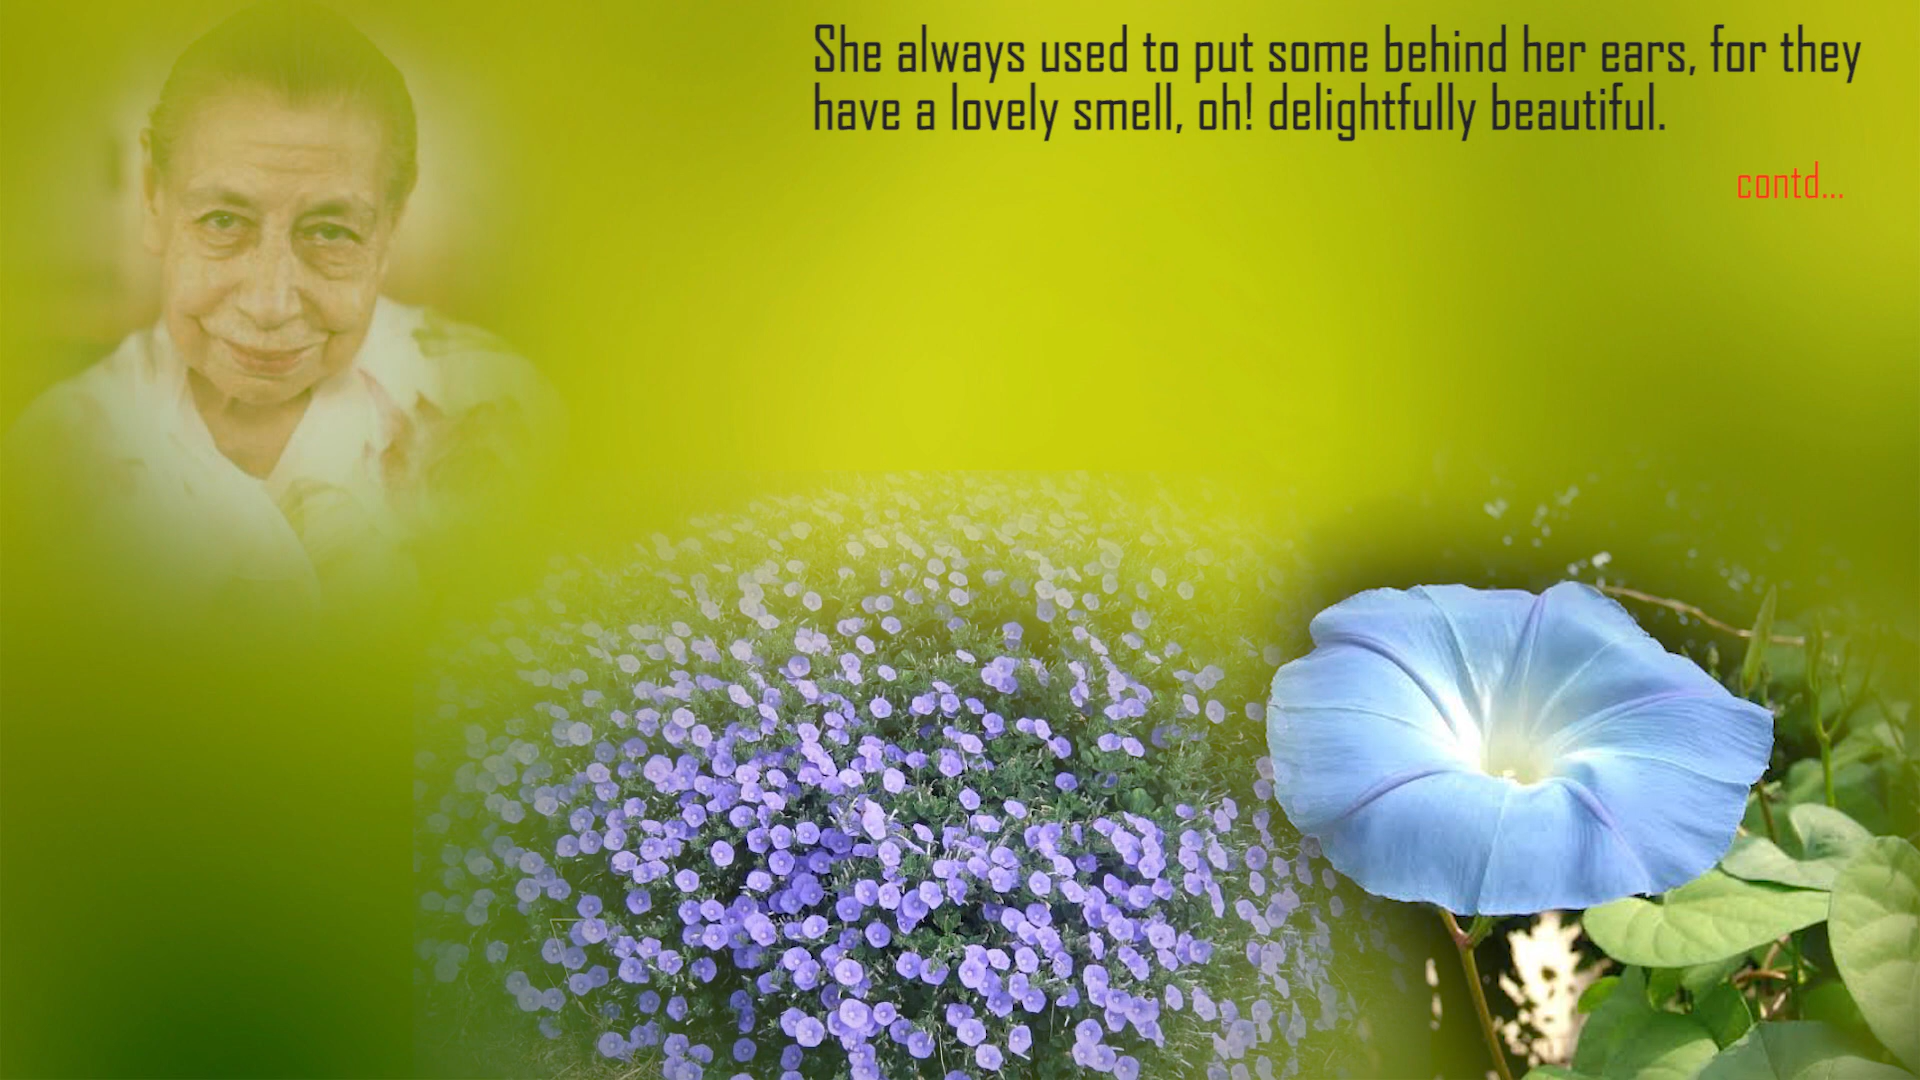 She always used to put some behind her ears, for they
have a lovely smell, oh! delightfully beautiful.
contd...